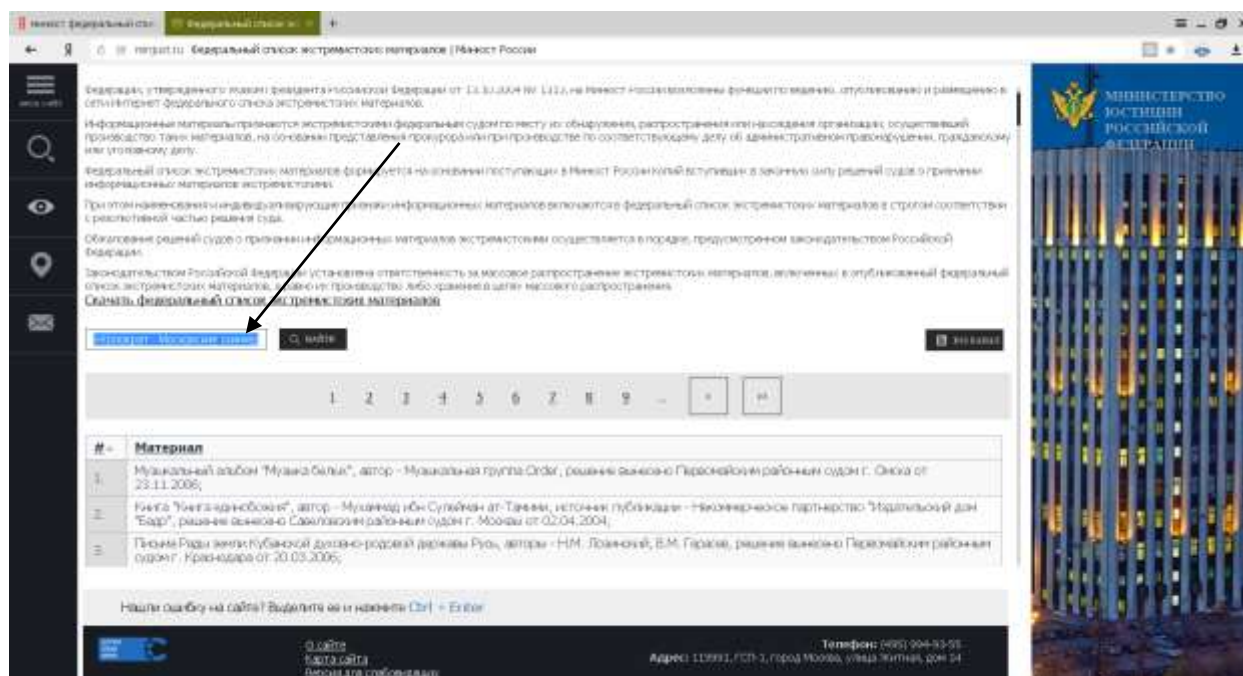 минюст федеральный спи
Федеральный список эк
minjust.ru Федеральный список экстремистских материалов | Минюст России
Федерации, утвержденного Указом Президента Российской Федерации от 13.10.2004 № 1313, на Минюст России возложены функции по ведению, опубликованию и размещению в
сети Интернет федерального списка экстремистских материалов.
Информационные материалы признаются экстремистскими федеральным судом по месту их обнаружения, распространения или нахождения организации, осуществившей
производство таких материалов, на основании представления прокурора или при производстве по соответствующему делу об административном правонарушении, гражданскому
или уголовному делу.
Федеральный список экстремистских материалов формируется на основании поступающих в Минюст России копий вступивших в законную силу решений судов о признании
информационных материалов экстремистскими.
При этом наименования и индивидуализирующие признаки информационных материалов включаются в федеральный список экстремистских материалов в строгом соответствии
с резолютивной частью решения суда.
Обжалование решений судов о признании информационных материалов экстремистскими осуществляется в порядке, предусмотренном законодательством Российской
Федерации.
Законодательством Российской Федерации установлена ответственность за массовое распространение экстремистских материалов, включенных в опубликованный федеральный
список экстремистских материалов, а равно их производство либо хранение в целях массового распространения.
Скачать федеральный список экстремистских материалов
НАЙТИ
1 2 3 4 5 6 7 8 9 ...
# Материал
1. Музыкальный альбом "Музыка белых", автор - Музыкальная группа Order, решение вынесено Первомайским районным судом г. Омска от
23.11.2006;
2. Книга "Книга единобожия", автор - Мухаммад ибн Сулейман ат-Тамими, источник публикации - Некоммерческое партнерство "Издательский дом
"Бадр", решение вынесено Савеловским районным судом г. Москвы от 02.04.2004;
3. Письмо Рады земли Кубанской духовно-родовой державы Русь, авторы - Н.М. Лозинский, В.М. Герасев, решение вынесено Первомайским районным
судом г. Краснодара от 20.03.2006;
Нашли ошибку на сайте? Выделите ее и нажмите Ctrl + Enter
О сайте
Карта сайта
Версия для слабовидящих
Телефон: (495) 994-93-55
Адрес: 119991, ГСП-1, город Москва, улица Житная, дом 14
МИНИСТЕРСТВО
ЮСТИЦИИ
РОССИЙСКОЙ
ФЕДЕРАЦИИ